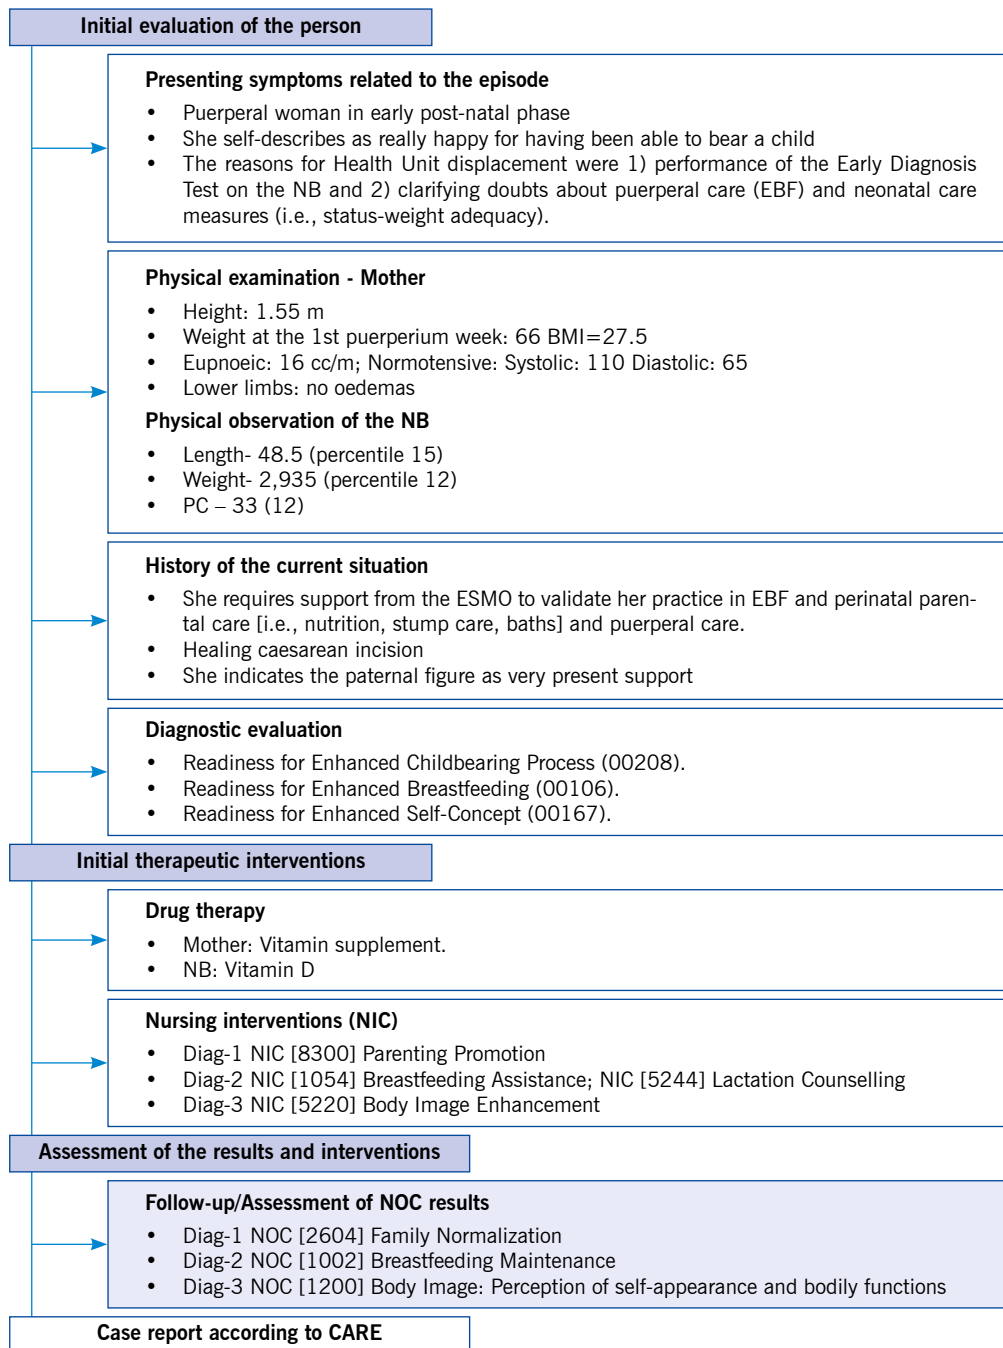 Initial evaluation of the person
Presenting symptoms related to the episode
• Puerperal woman in early post-natal phase
• She self-describes as really happy for having been able to bear a child
• The reasons for Health Unit displacement were 1) performance of the Early Diagnosis
Test on the NB and 2) clarifying doubts about puerperal care (EBF) and neonatal care
measures (i.e., status-weight adequacy).
Physical examination - Mother
• Height: 1.55 m
• Weight at the 1st puerperium week: 66 BMI=27.5
• Eupnoeic: 16 cc/m; Normotensive: Systolic: 110 Diastolic: 65
• Lower limbs: no oedemas
Physical observation of the NB
• Length- 48.5 (percentile 15)
• Weight- 2,935 (percentile 12)
• PC – 33 (12)
History of the current situation
• She requires support from the ESMO to validate her practice in EBF and perinatal paren-
tal care [i.e., nutrition, stump care, baths] and puerperal care.
• Healing caesarean incision
• She indicates the paternal figure as very present support
Diagnostic evaluation
• Readiness for Enhanced Childbearing Process (00208).
• Readiness for Enhanced Breastfeeding (00106).
• Readiness for Enhanced Self-Concept (00167).
Initial therapeutic interventions
Drug therapy
• Mother: Vitamin supplement.
• NB: Vitamin D
Nursing interventions (NIC)
• Diag-1 NIC [8300] Parenting Promotion
• Diag-2 NIC [1054] Breastfeeding Assistance; NIC [5244] Lactation Counselling
• Diag-3 NIC [5220] Body Image Enhancement
Assessment of the results and interventions
Follow-up/Assessment of NOC results
• Diag-1 NOC [2604] Family Normalization
• Diag-2 NOC [1002] Breastfeeding Maintenance
• Diag-3 NOC [1200] Body Image: Perception of self-appearance and bodily functions
Case report according to CARE